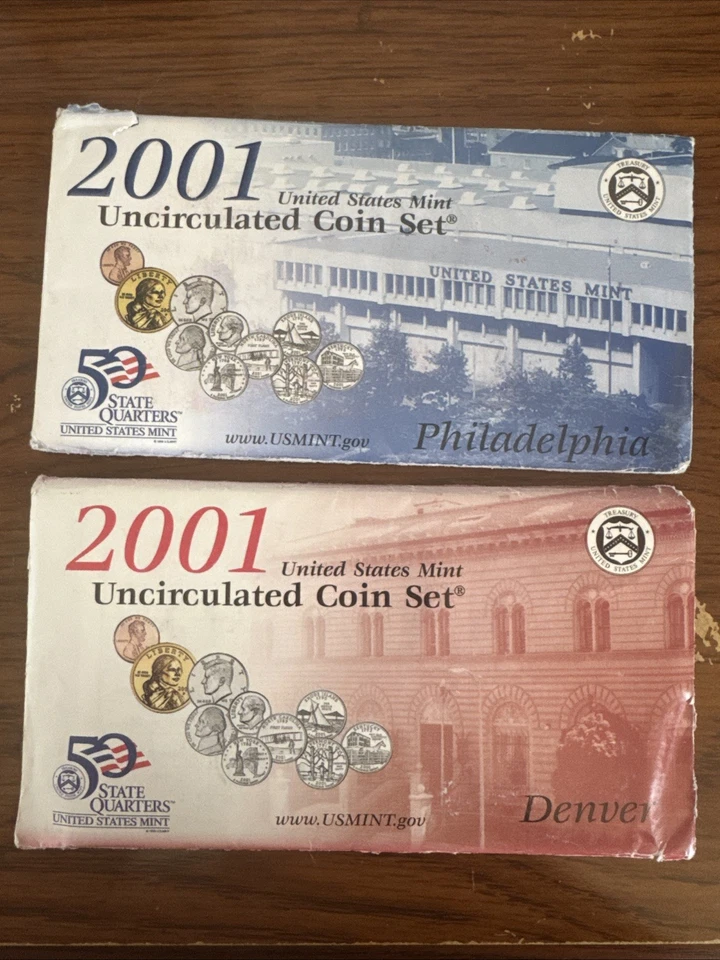 2001
United States Mint
Uncirculated Coin Set®
TREASURY
UNITED STATES MINT
UNITED STATES MINT
LIBERTY
50
STATE
QUARTERS™
UNITED STATES MINT
www.USMINT.gov
Philadelphia
2001
United States Mint
Uncirculated Coin Set®
TREASURY
UNITED STATES MINT
LIBERTY
50
STATE
QUARTERS™
UNITED STATES MINT
www.USMINT.gov
Denver